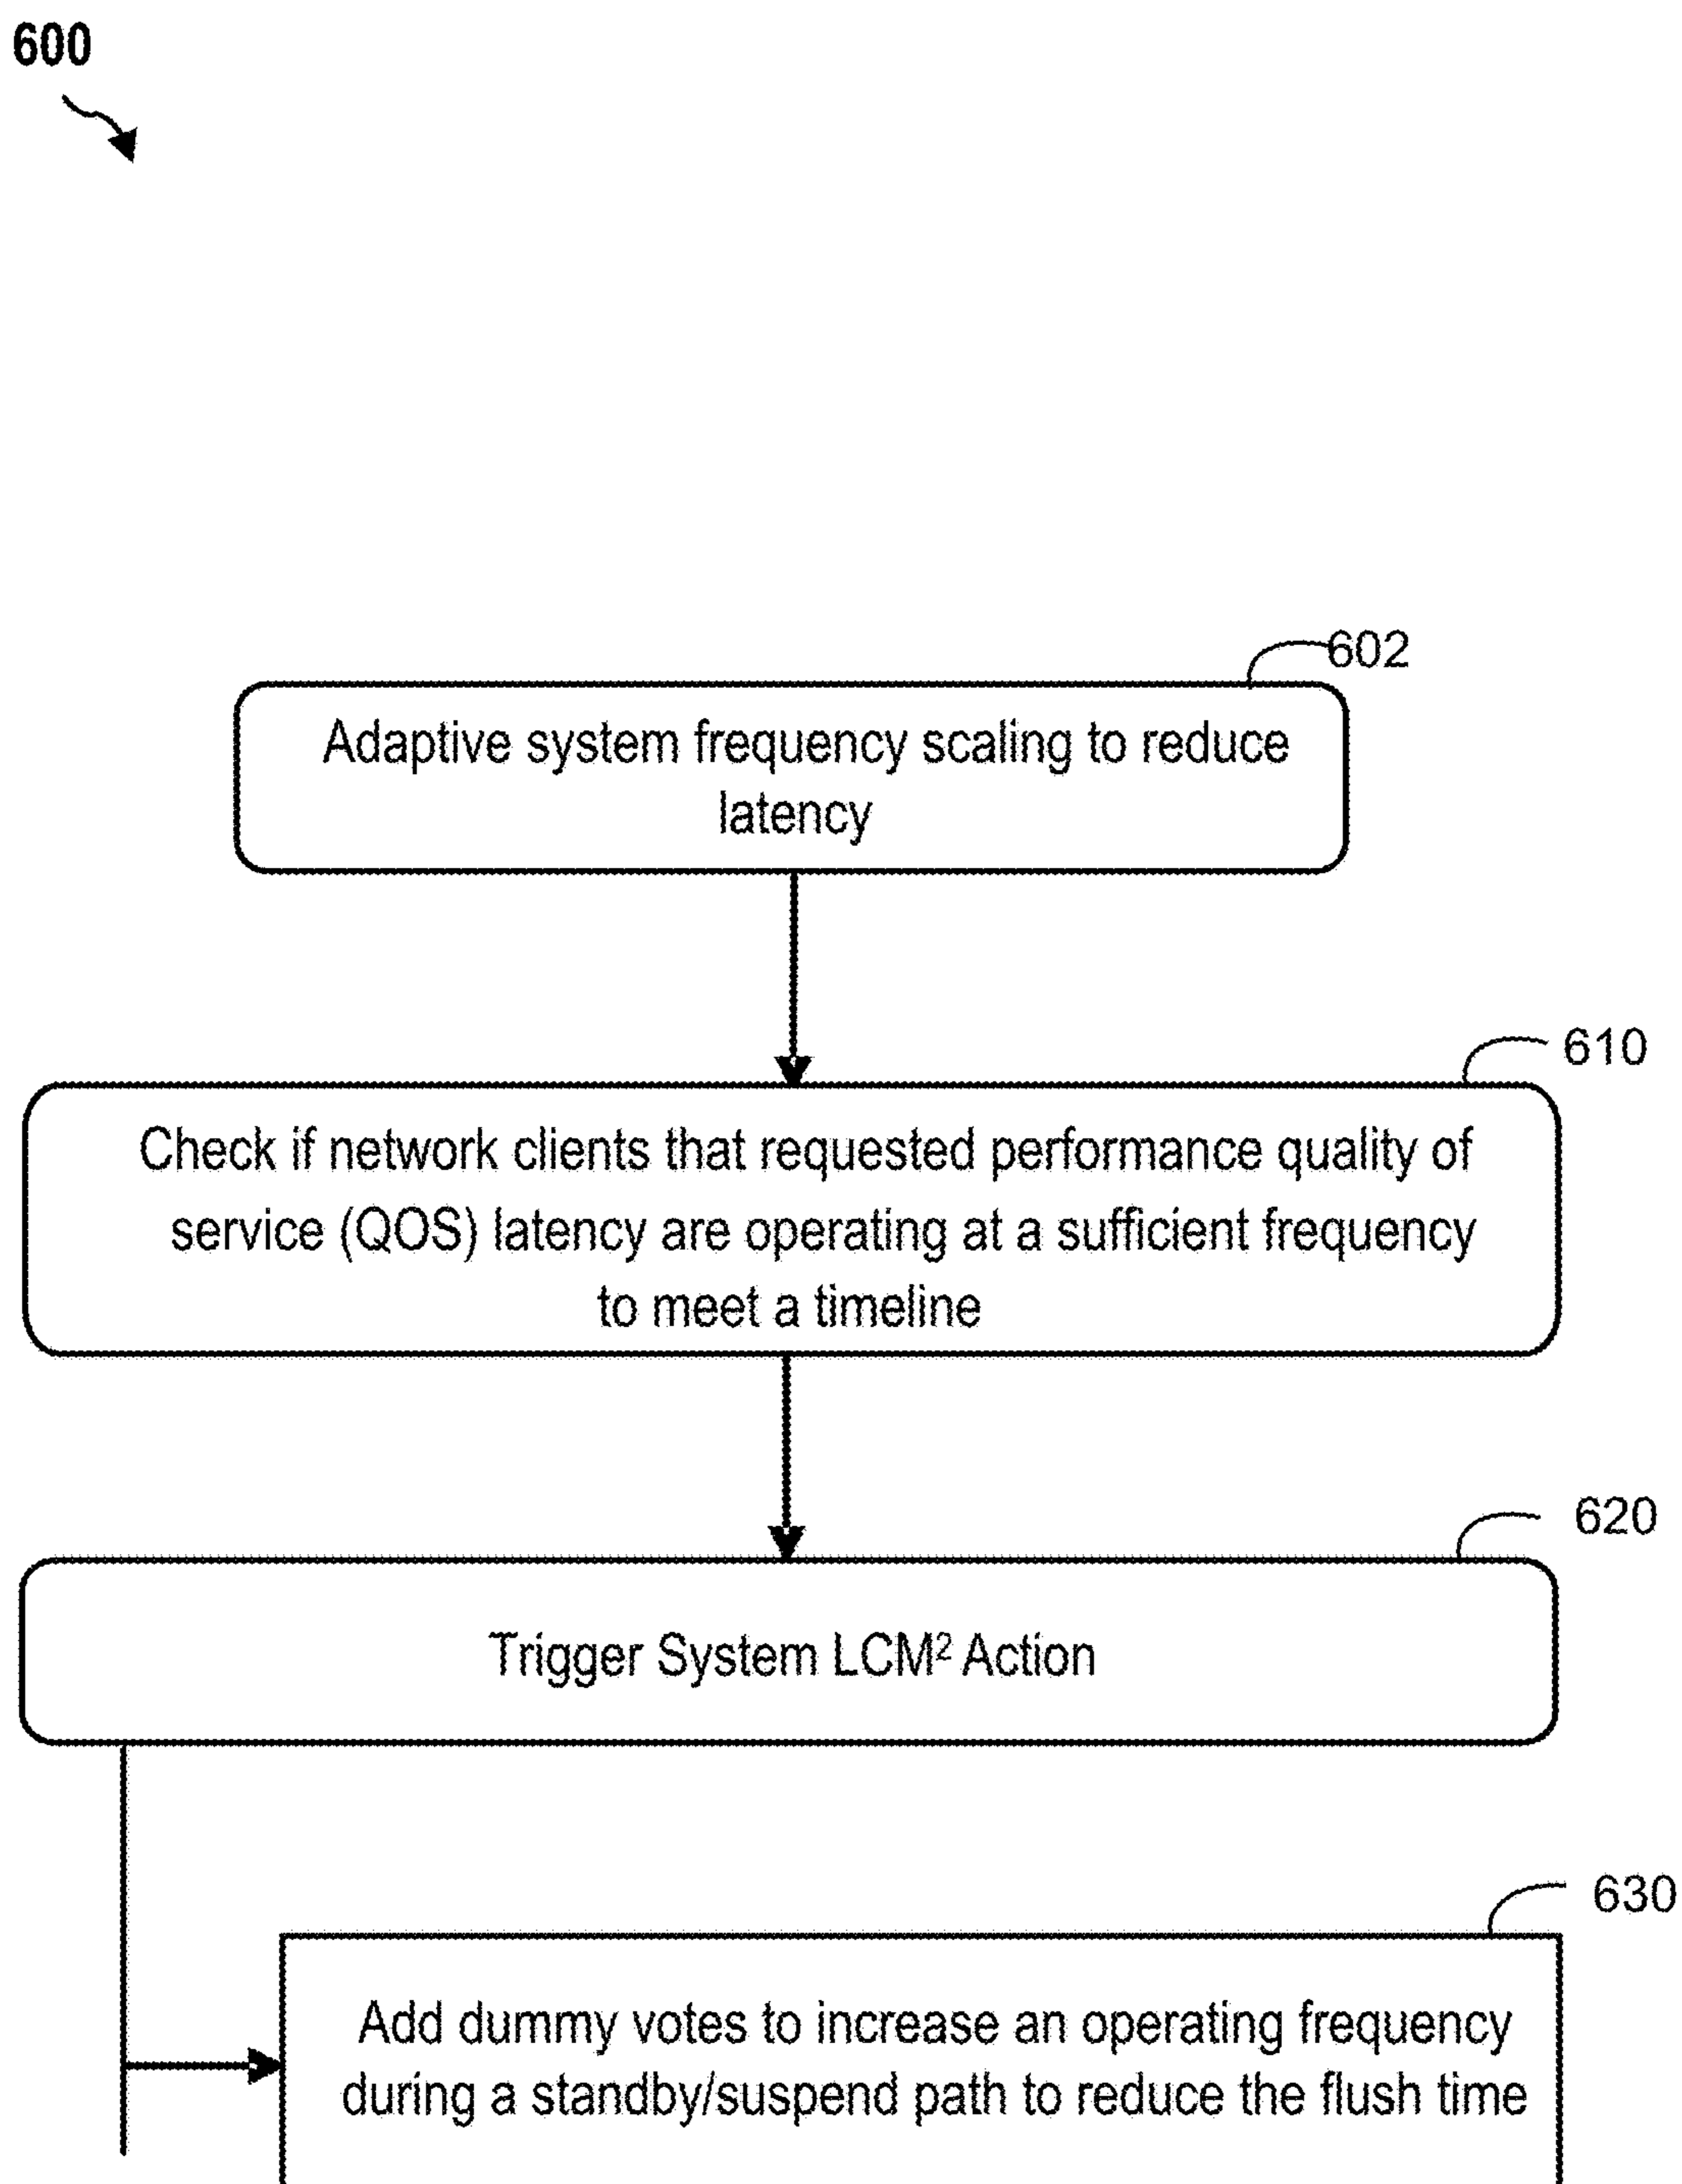 600
602
Adaptive system frequency scaling to reduce
latency
610
Check if network clients that requested performance quality of
service (QOS) latency are operating at a sufficient frequency
to meet a timeline
620
Trigger System LCM² Action
630
Add dummy votes to increase an operating frequency
during a standby/suspend path to reduce the flush time